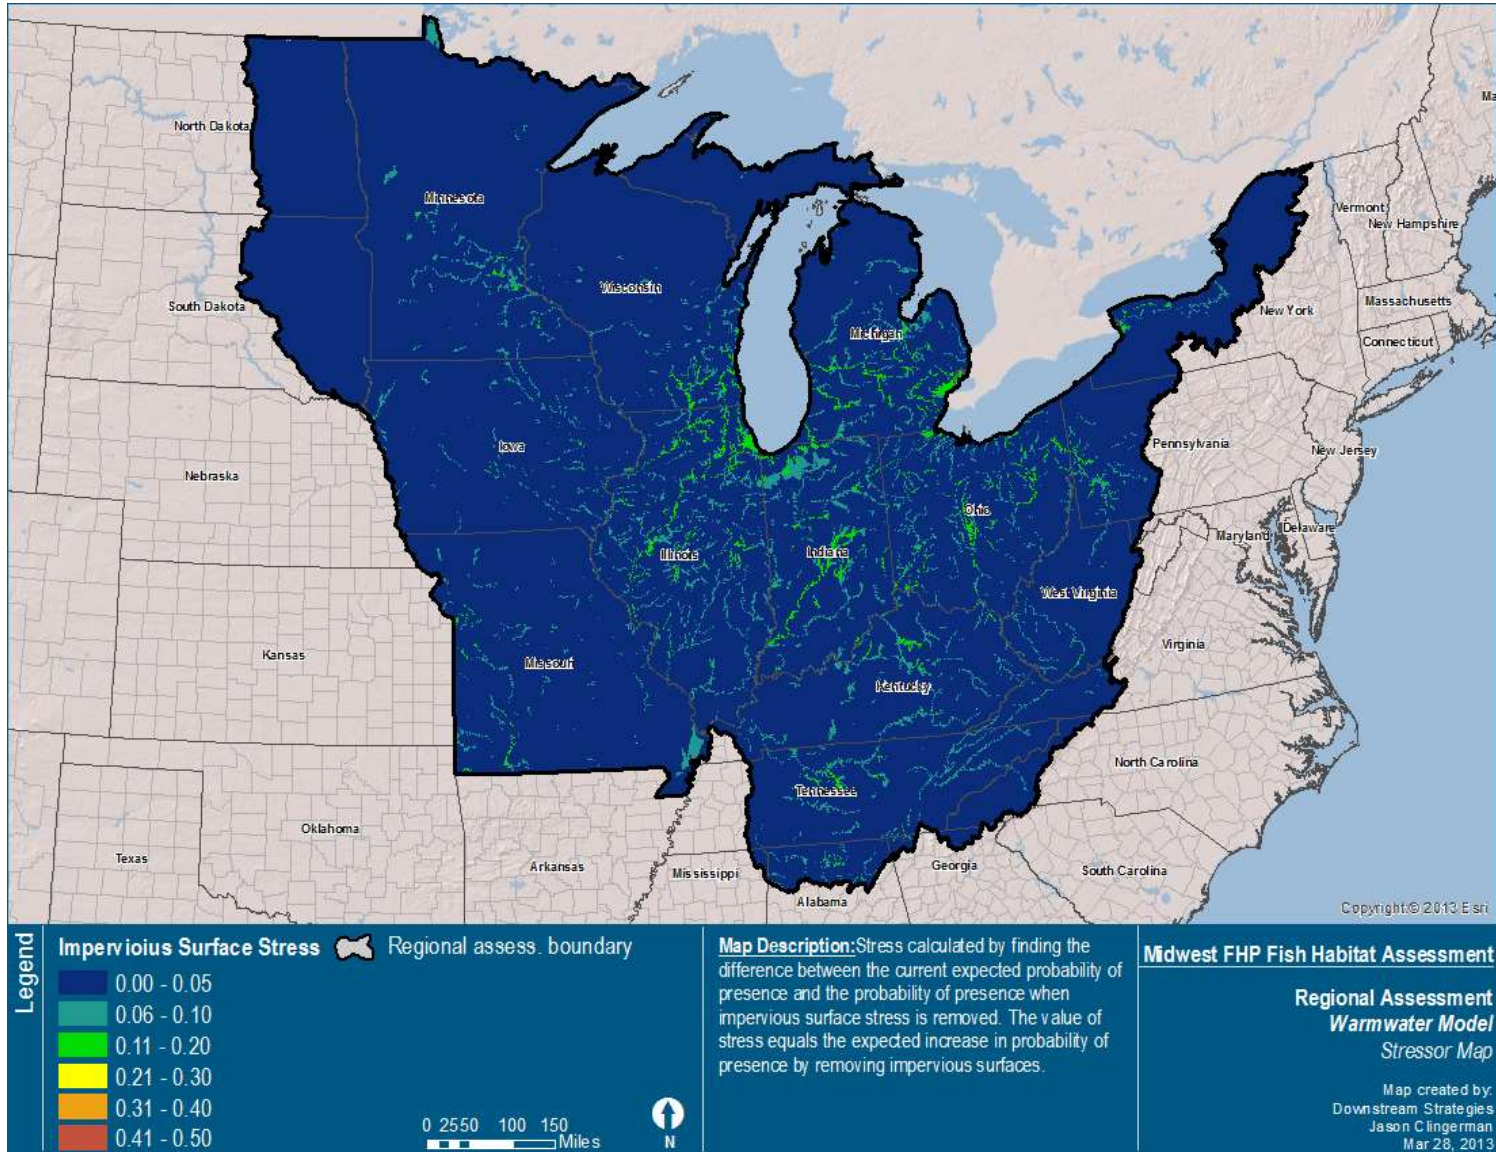 Ma
North Dakota
Minnesota
Vermont
New Hampshire
Wisconsin
South Dakota
Massachusetts
New York
Michigan
Connecticut
Iowa
Pennsylvania
New Jersey
Nebraska
Ohio
Delaware
Maryland
Illinois
Indiana
West Virginia
Virginia
Kansas
Missouri
Kentucky
North Carolina
Tennessee
Oklahoma
Texas
Arkansas
Mississippi
Georgia
South Carolina
Alabama
Copyright:© 2013 Esri
Legend
Impervioius Surface Stress
Regional assess. boundary
0.00 - 0.05
0.06 - 0.10
0.11 - 0.20
0.21 - 0.30
0.31 - 0.40
0.41 - 0.50
0 25 50 100 150
Miles
N
Map Description:Stress calculated by finding the
difference between the current expected probability of
presence and the probability of presence when
impervious surface stress is removed. The value of
stress equals the expected increase in probability of
presence by removing impervious surfaces.
Midwest FHP Fish Habitat Assessment
Regional Assessment
Warmwater Model
Stressor Map
Map created by:
Downstream Strategies
Jason Clingerman
Mar 28, 2013